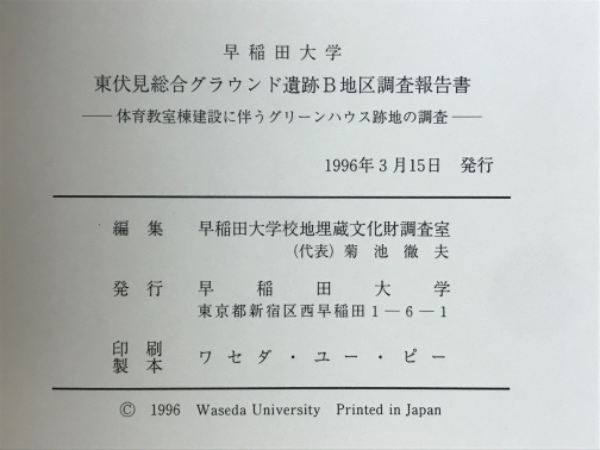 早稲田大学
東伏見総合グラウンド遺跡B地区調査報告書
── 体育教室棟建設に伴うグリーンハウス跡地の調査 ──
1996年3月15日 発行
編集 早稲田大学校地埋蔵文化財調査室
(代表) 菊池徹夫
発行 早稲田大学
東京都新宿区西早稲田1―6―1
印刷
製本 ワセダ・ユー・ピー
© 1996 Waseda University Printed in Japan